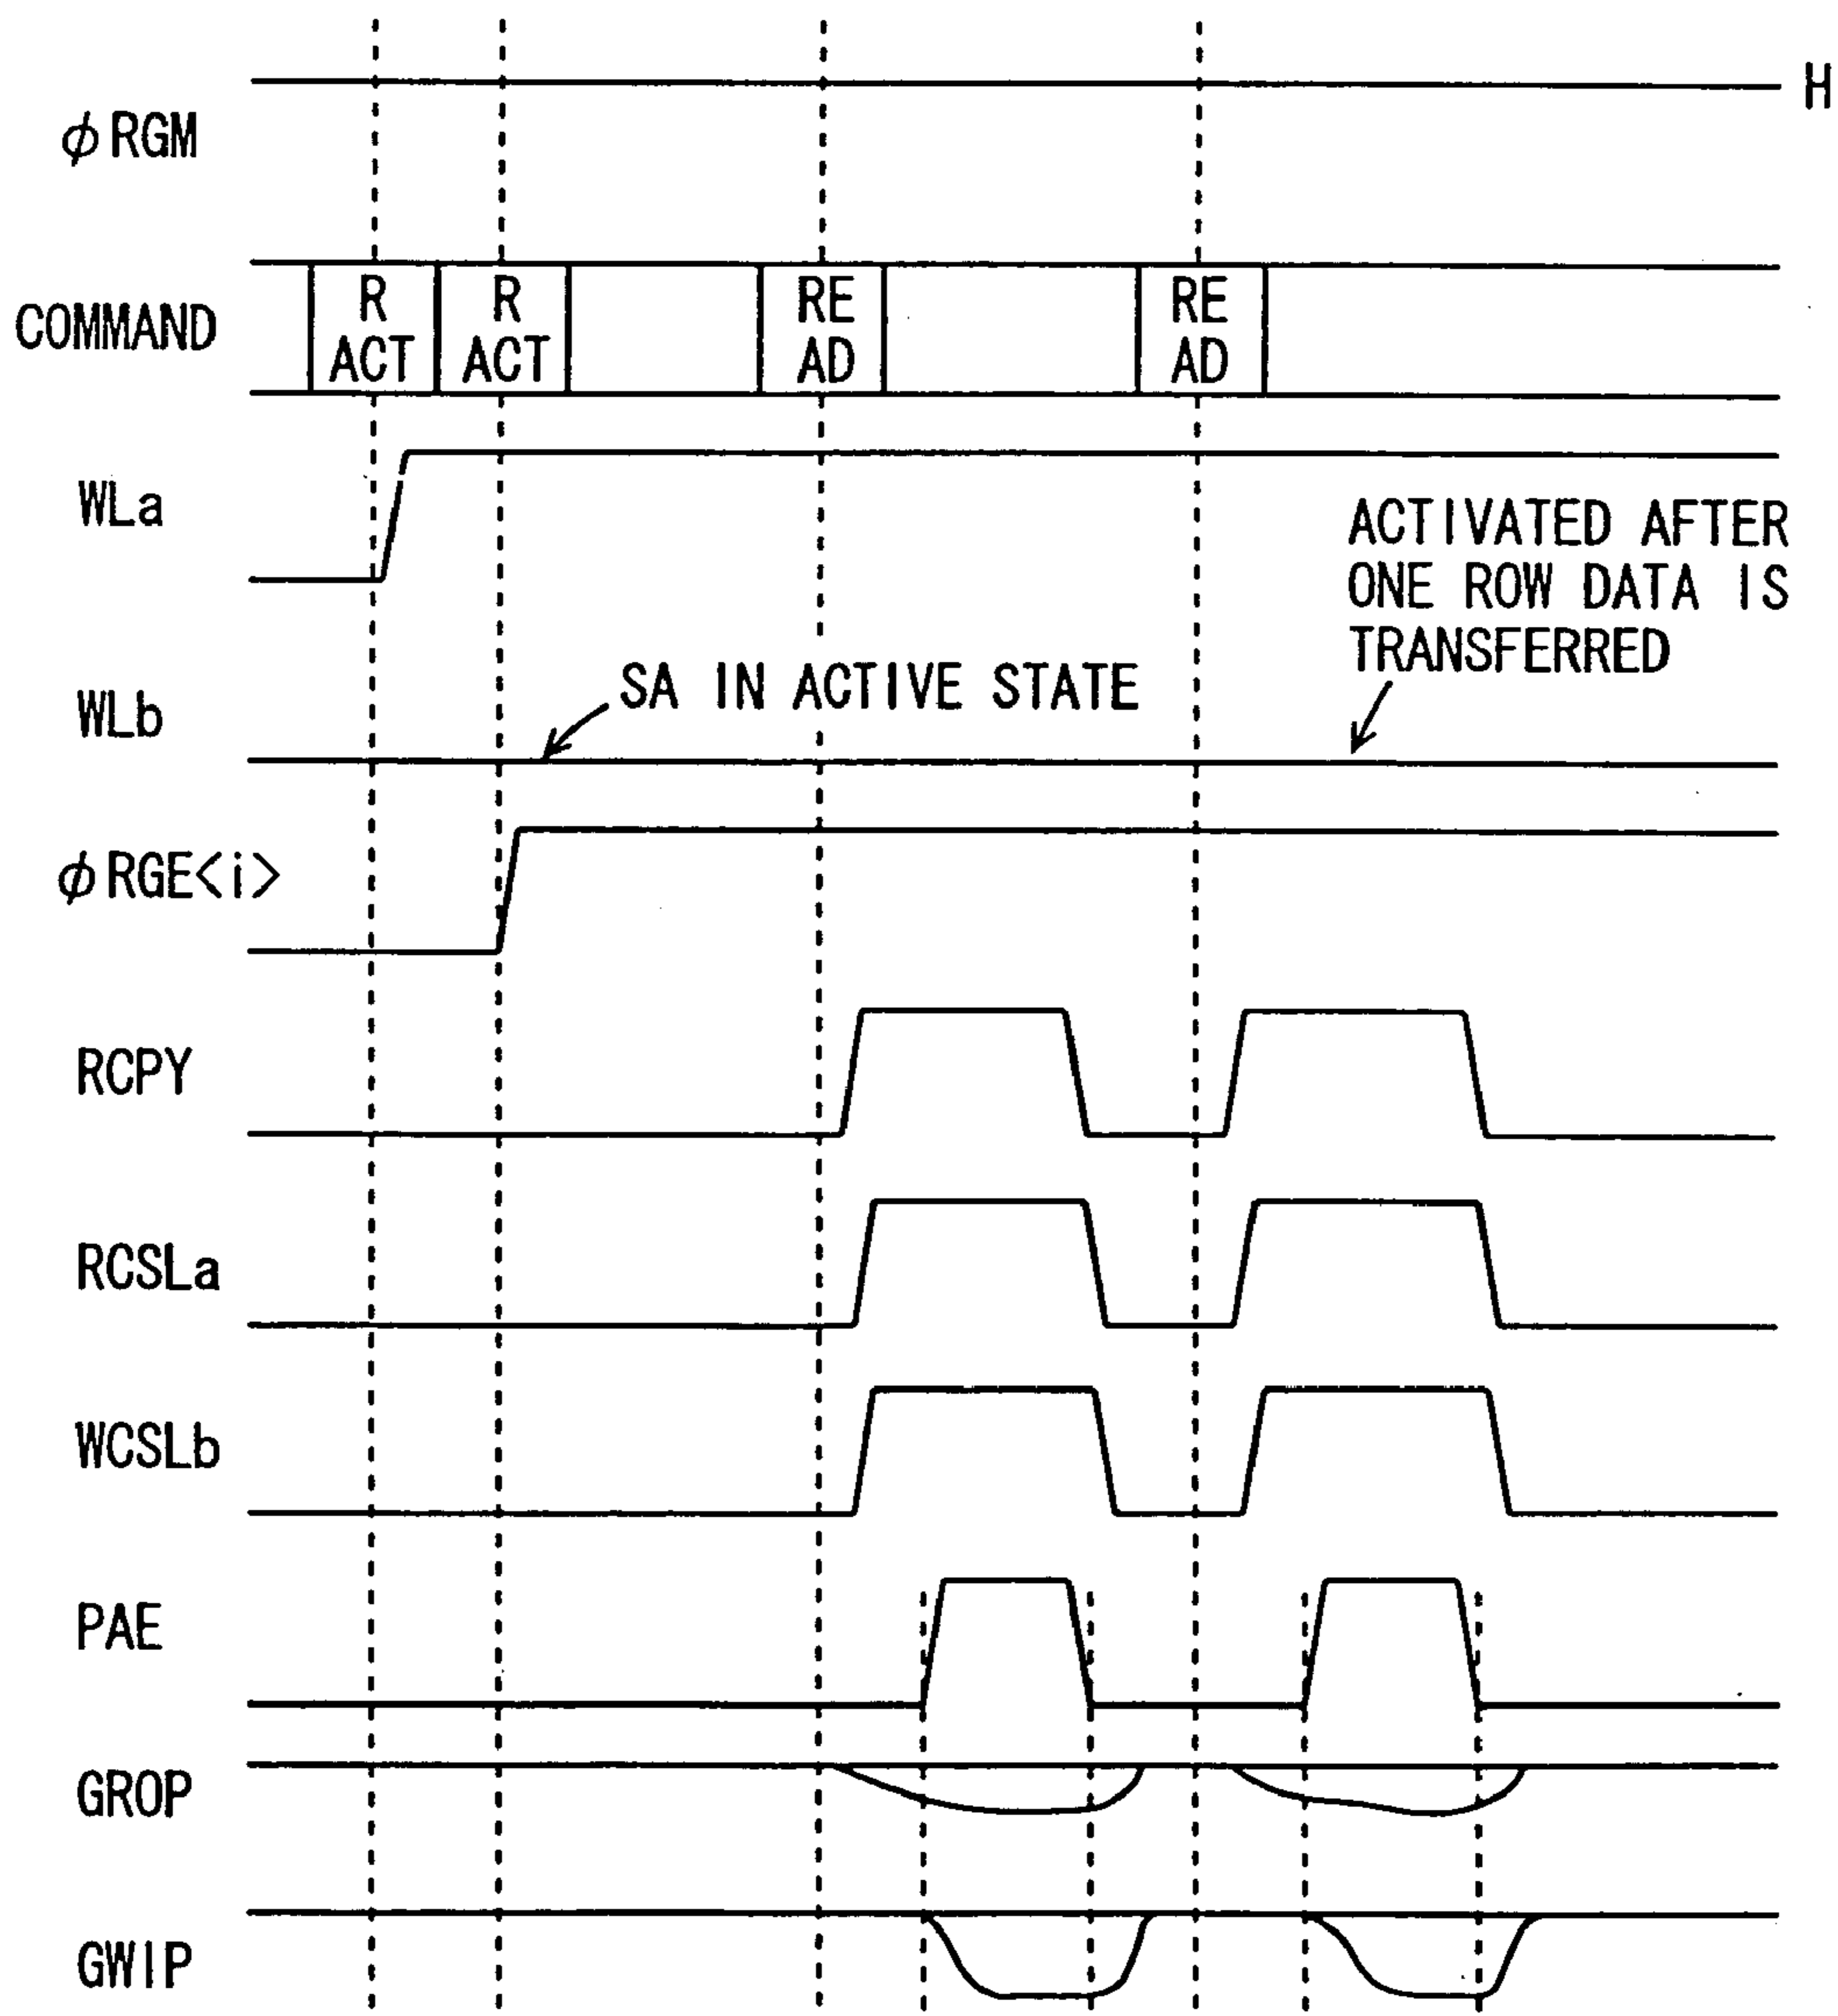 φRGM
H
COMMAND
R ACT
R ACT
RE AD
RE AD
WLa
ACTIVATED AFTER
ONE ROW DATA IS
TRANSFERRED
WLb
SA IN ACTIVE STATE
φRGE<i>
RCPY
RCSLa
WCSLb
PAE
GROP
GWIP